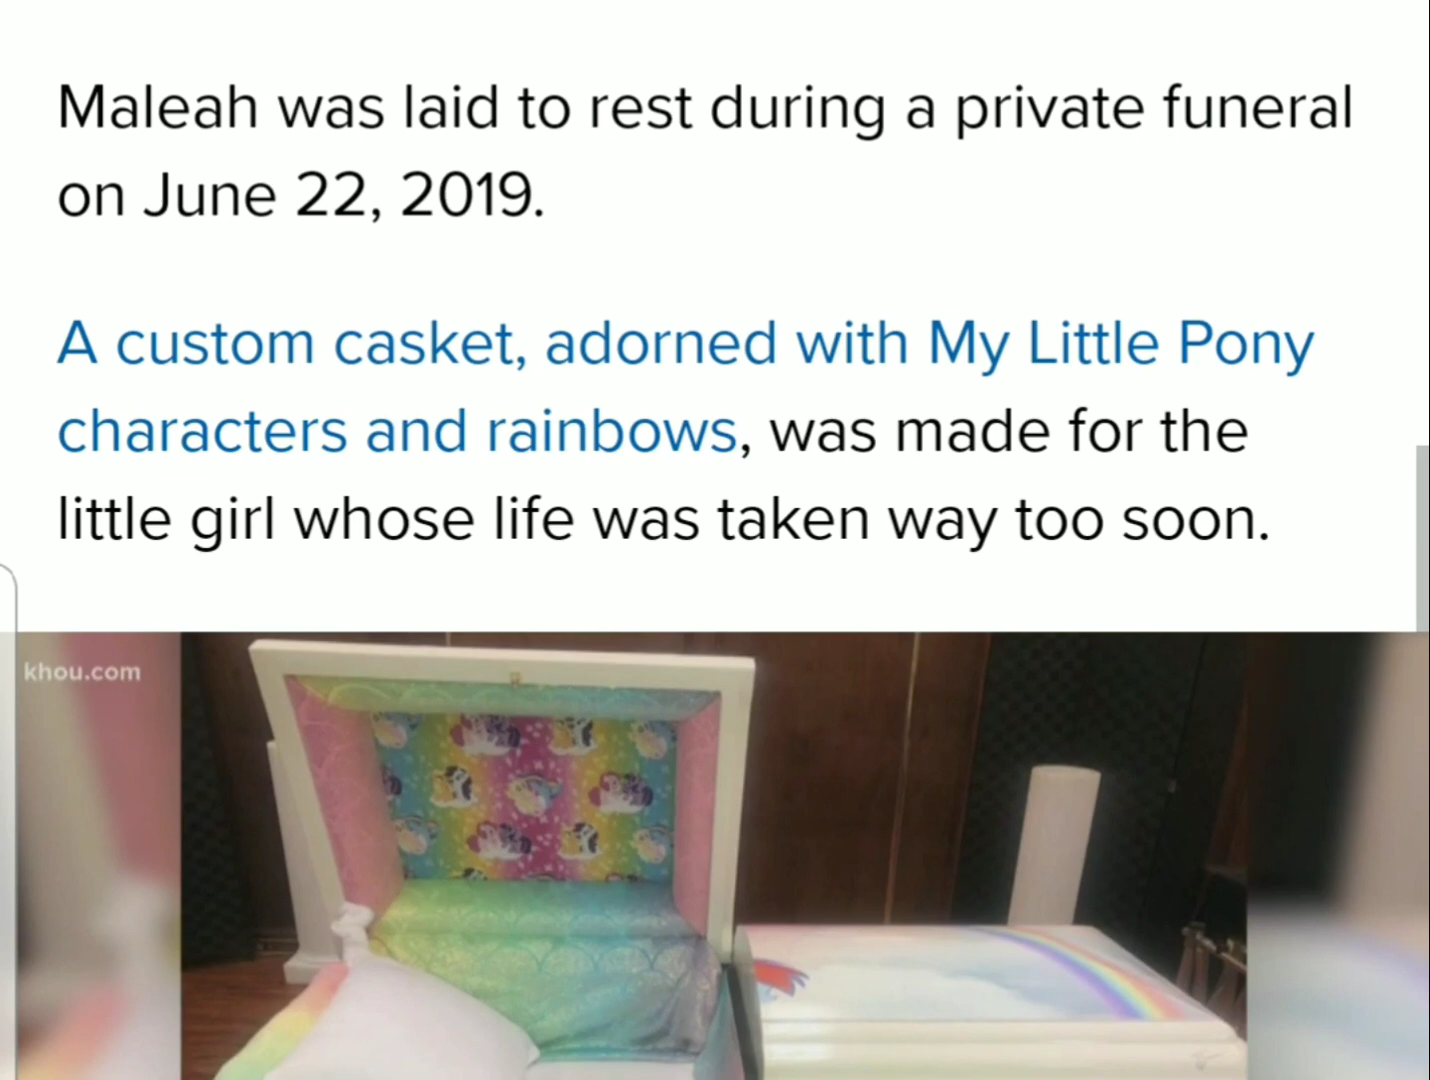 Maleah was laid to rest during a private funeral
on June 22, 2019.
A custom casket, adorned with My Little Pony
characters and rainbows, was made for the
little girl whose life was taken way too soon.
khou.com